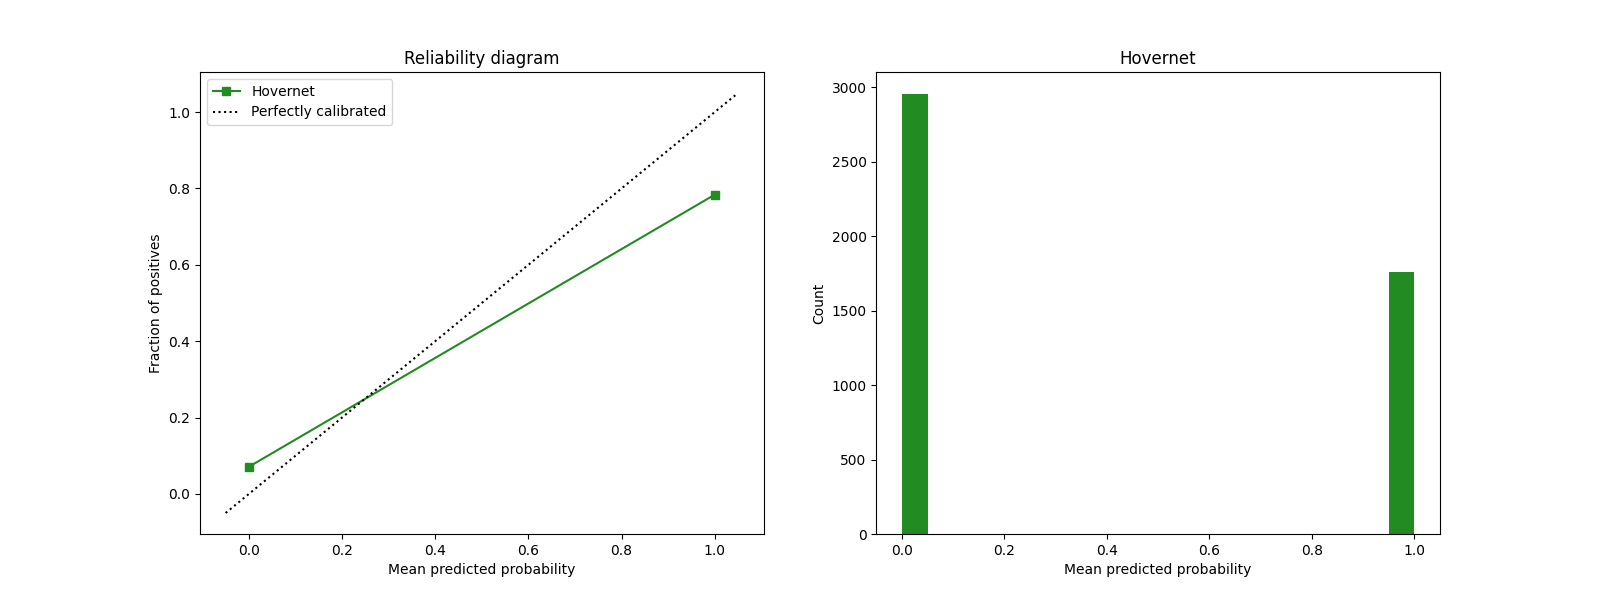 Reliability diagram
Hovernet
Perfectly calibrated
1.0
0.8
0.6
0.4
0.2
0.0
Fraction of positives
0.0 0.2 0.4 0.6 0.8 1.0
Mean predicted probability
Hovernet
3000
2500
2000
1500
1000
500
0
Count
0.0 0.2 0.4 0.6 0.8 1.0
Mean predicted probability